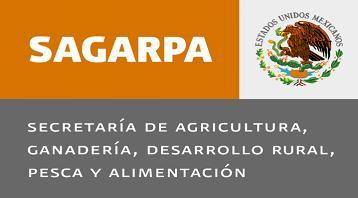 SAGARPA
ESTADOS UNIDOS MEXICANOS
SECRETARÍA DE AGRICULTURA,
GANADERÍA, DESARROLLO RURAL,
PESCA Y ALIMENTACIÓN